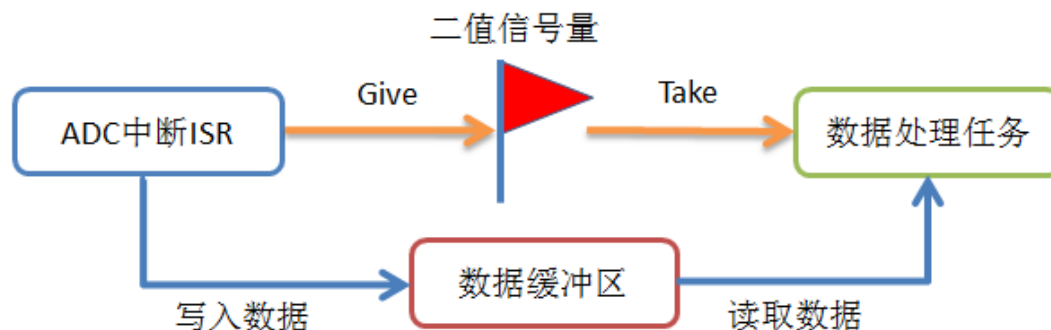 二值信号量
Give
Take
ADC中断ISR
数据处理任务
数据缓冲区
写入数据
读取数据